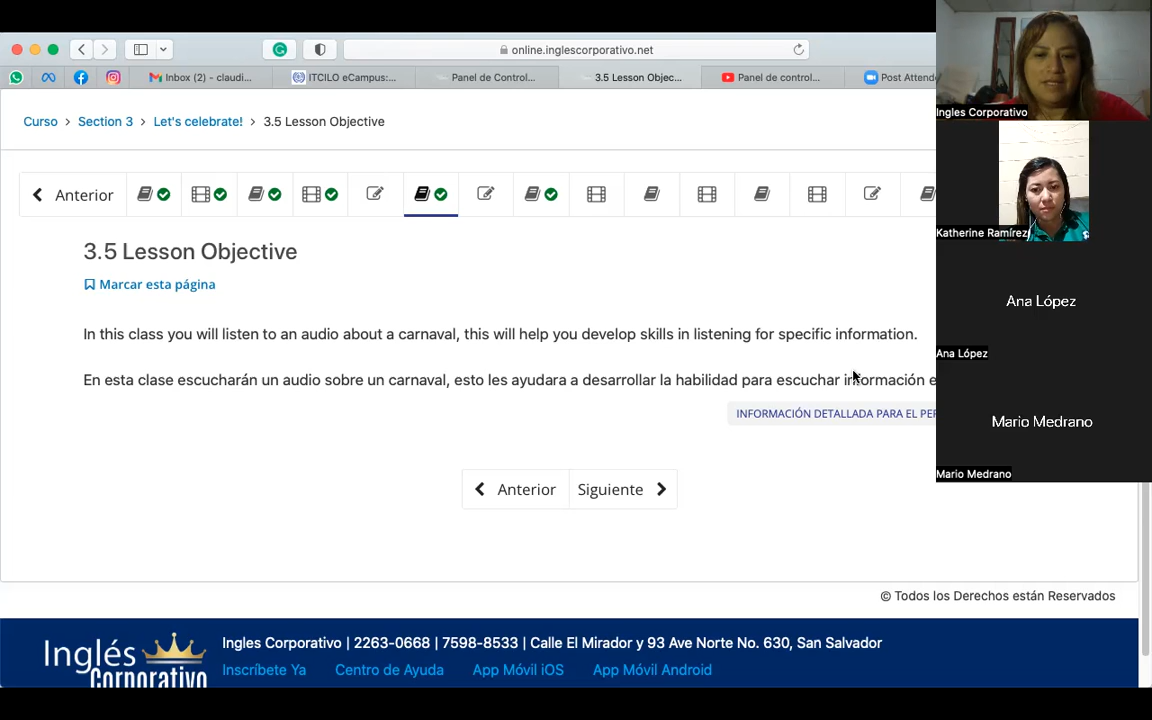 online.inglescorporativo.net
Inbox (2) – claudi...
ITCILO eCampus:...
Panel de Control...
3.5 Lesson Objec...
Panel de control...
Post Attende
Curso > Section 3 > Let's celebrate! > 3.5 Lesson Objective
Anterior
3.5 Lesson Objective
Marcar esta página
In this class you will listen to an audio about a carnaval, this will help you develop skills in listening for specific information.
En esta clase escucharán un audio sobre un carnaval, esto les ayudara a desarrollar la habilidad para escuchar información e
INFORMACIÓN DETALLADA PARA EL PER
Anterior
Siguiente
© Todos los Derechos están Reservados
Inglés
Corporativo
Ingles Corporativo | 2263-0668 | 7598-8533 | Calle El Mirador y 93 Ave Norte No. 630, San Salvador
Inscríbete Ya
Centro de Ayuda
App Móvil iOS
App Móvil Android
Ingles Corporativo
Katherine Ramírez
Ana López
Ana López
Mario Medrano
Mario Medrano